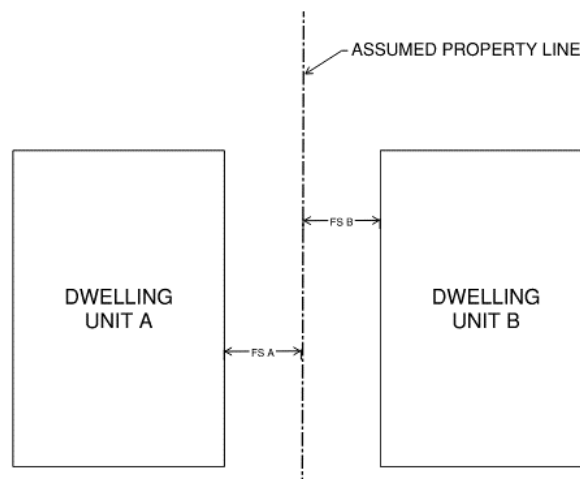 ASSUMED PROPERTY LINE
FS B
DWELLING
UNIT A
DWELLING
UNIT B
FS A